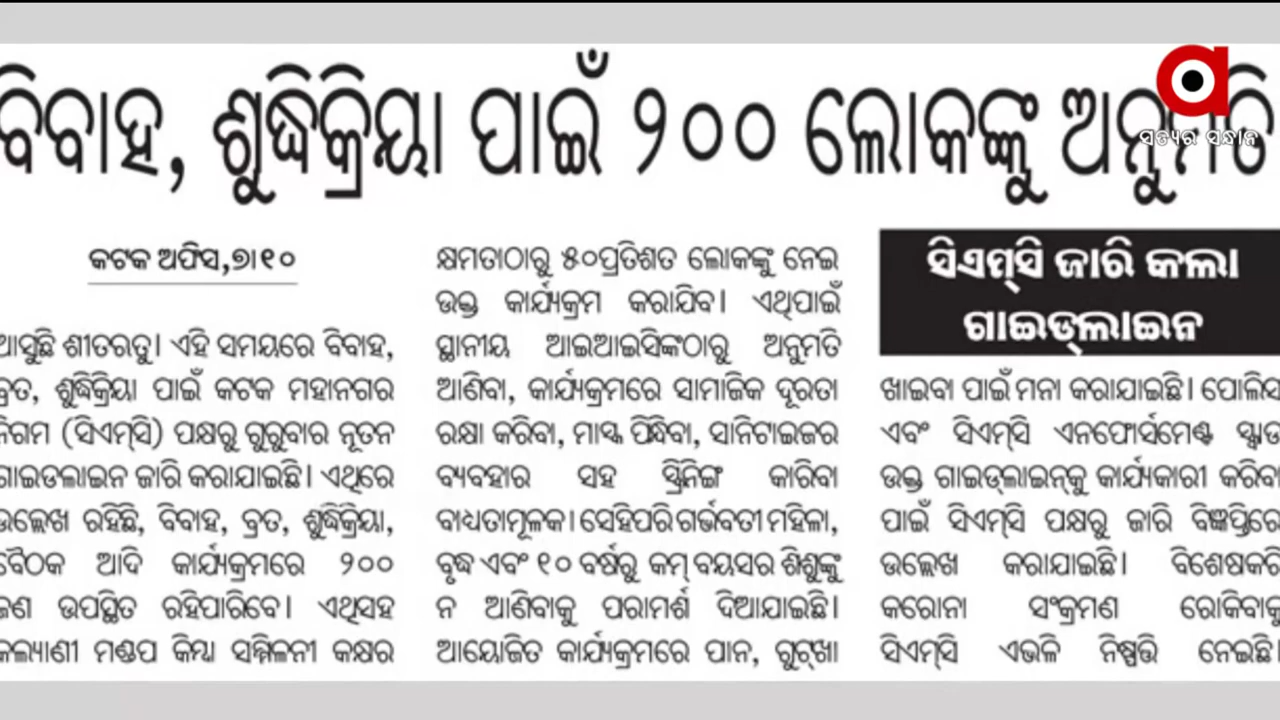 ବିବାହ, ଶୁଦ୍ଧିକ୍ରିୟା ପାଇଁ ୨୦୦ ଲୋକଙ୍କୁ ଅନୁମତି
ସତ୍ୟର ସନ୍ଧାନ
କଟକ ଅଫିସ,୭।୧୦
ଆସୁଛି ଶୀତଋତୁ। ଏହି ସମୟରେ ବିବାହ,
ବ୍ରତ, ଶୁଦ୍ଧିକ୍ରିୟା ପାଇଁ କଟକ ମହାନଗର
ନିଗମ (ସିଏମ୍‌ସି) ପକ୍ଷରୁ ଗୁରୁବାର ନୂତନ
ଗାଇଡଲାଇନ ଜାରି କରାଯାଇଛି। ଏଥିରେ
ଉଲ୍ଲେଖ ରହିଛି, ବିବାହ, ବ୍ରତ, ଶୁଦ୍ଧିକ୍ରିୟା,
ବୈଠକ ଆଦି କାର୍ଯ୍ୟକ୍ରମରେ ୨୦୦
ଜଣ ଉପସ୍ଥିତ ରହିପାରିବେ। ଏଥିସହ
କଲ୍ୟାଣୀ ମଣ୍ଡପ କିମ୍ବା ସମ୍ମିଳନୀ କକ୍ଷର
କ୍ଷମତାଠାରୁ ୫୦ପ୍ରତିଶତ ଲୋକଙ୍କୁ ନେଇ
ଉକ୍ତ କାର୍ଯ୍ୟକ୍ରମ କରାଯିବ। ଏଥିପାଇଁ
ସ୍ଥାନୀୟ ଆଇଆଇସିଙ୍କଠାରୁ ଅନୁମତି
ଆଣିବା, କାର୍ଯ୍ୟକ୍ରମରେ ସାମାଜିକ ଦୂରତା
ରକ୍ଷା କରିବା, ମାସ୍କ ପିନ୍ଧିବା, ସାନିଟାଇଜର
ବ୍ୟବହାର ସହ ସ୍କ୍ରିନିଙ୍ଗ କାରିବା
ବାଧ୍ୟତାମୂଳକ। ସେହିପରି ଗର୍ଭବତୀ ମହିଳା,
ବୃଦ୍ଧ ଏବଂ ୧୦ ବର୍ଷରୁ କମ୍ ବୟସର ଶିଶୁଙ୍କୁ
ନ ଆଣିବାକୁ ପରାମର୍ଶ ଦିଆଯାଇଛି।
ଆୟୋଜିତ କାର୍ଯ୍ୟକ୍ରମରେ ପାନ, ଗୁଟ୍‌ଖା
ସିଏମ୍‌ସି ଜାରି କଲା
ଗାଇଡ୍‌ଲାଇନ
ଖାଇବା ପାଇଁ ମନା କରାଯାଇଛି। ପୋଲିସ
ଏବଂ ସିଏମ୍‌ସି ଏନଫୋର୍ସମେଣ୍ଟ ସ୍କ୍ୱାଡ
ଉକ୍ତ ଗାଇଡ୍‌ଲାଇନ୍‌କୁ କାର୍ଯ୍ୟକାରୀ କରିବା
ପାଇଁ ସିଏମ୍‌ସି ପକ୍ଷରୁ ଜାରି ବିଜ୍ଞପ୍ତିରେ
ଉଲ୍ଲେଖ କରାଯାଇଛି। ବିଶେଷକରି
କରୋନା ସଂକ୍ରମଣ ରୋକିବାକୁ
ସିଏମ୍‌ସି ଏଭଳି ନିଷ୍ପତ୍ତି ନେଇଛି।